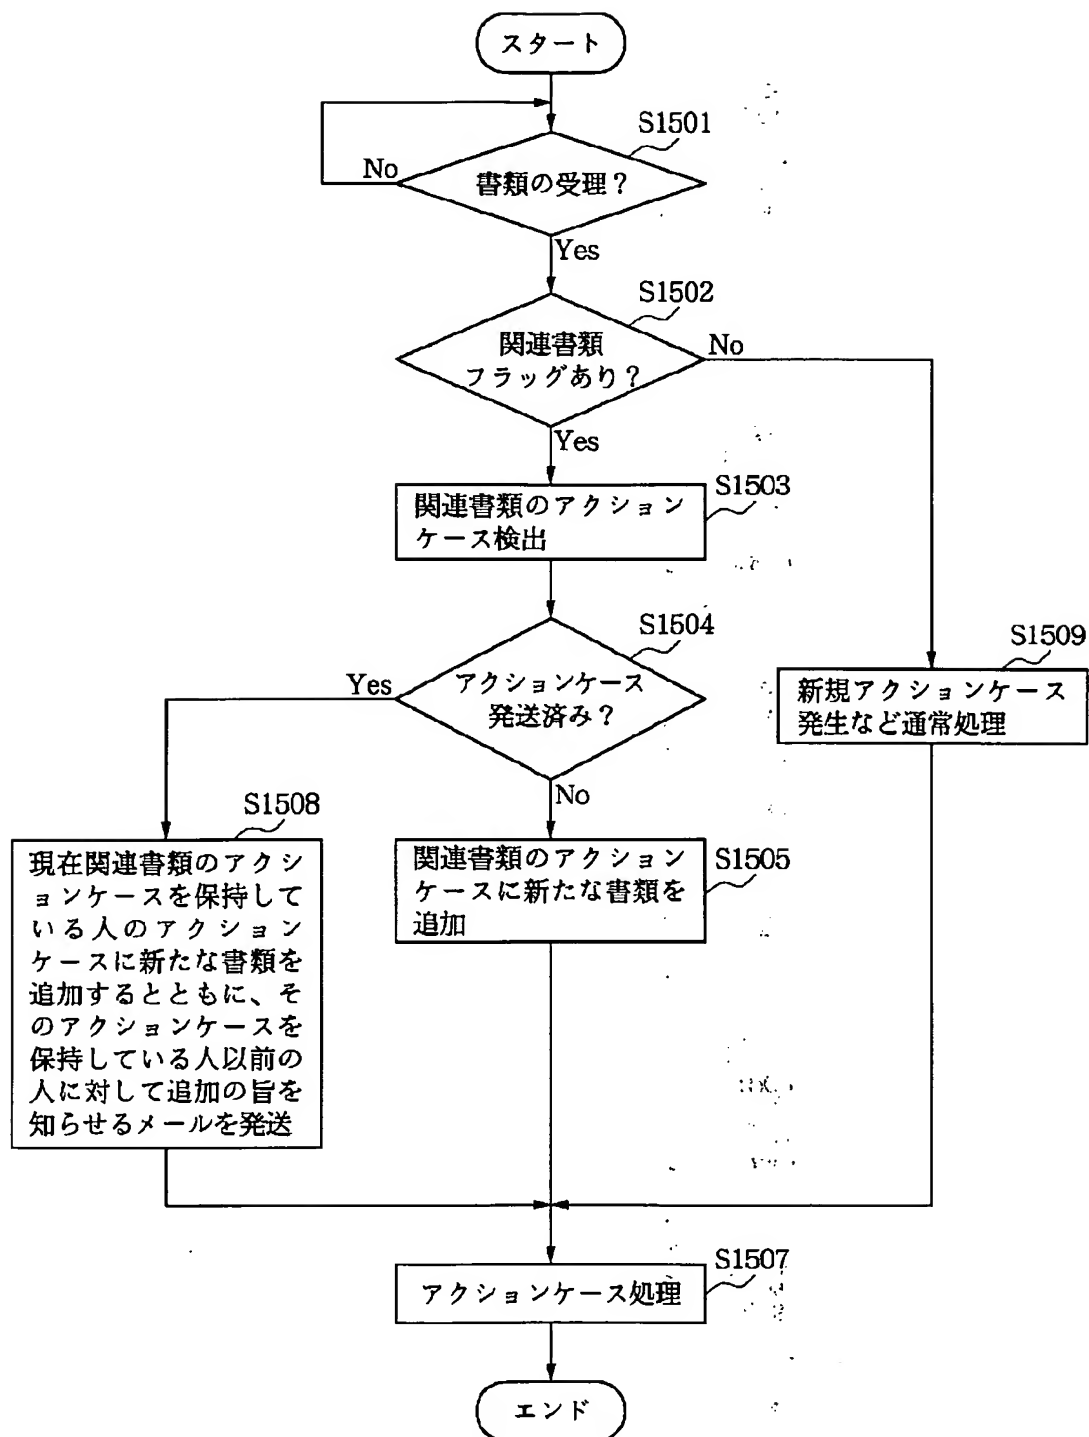 スタート
S1501
No
書類の受理？
Yes
S1502
関連書類
フラッグあり？
No
Yes
S1503
関連書類のアクション
ケース検出
S1504
アクションケース
発送済み？
Yes
No
S1509
新規アクションケース
発生など通常処理
S1508
現在関連書類のアクシ
ョンケースを保持して
いる人のアクション
ケースに新たな書類を
追加するとともに、そ
のアクションケースを
保持している人以前の
人に対して追加の旨を
知らせるメールを発送
S1505
関連書類のアクション
ケースに新たな書類を
追加
S1507
アクションケース処理
エンド